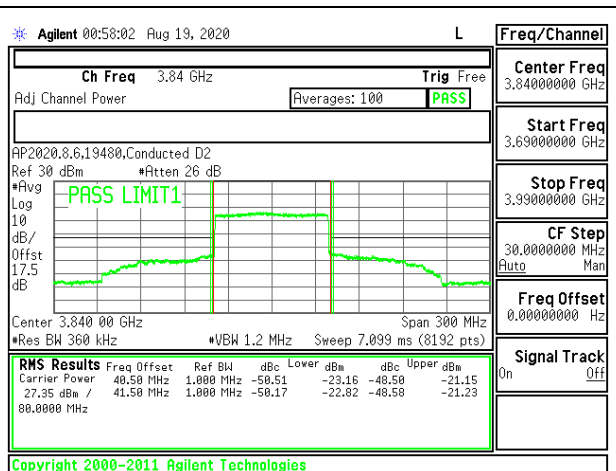 Agilent 00:58:02 Aug 19, 2020 L
Freq/Channel
Ch Freq 3.84 GHz Trig Free
Adj Channel Power Averages: 100 PASS
AP2020.8.6,19480,Conducted D2
Ref 30 dBm #Atten 26 dB
#Avg
Log
10
dB/
Offst
17.5
dB
PASS LIMIT1
Center 3.840 00 GHz Span 300 MHz
#Res BW 360 kHz #VBW 1.2 MHz Sweep 7.099 ms (8192 pts)
RMS Results Freq Offset Ref BW dBc Lower dBm dBc Upper dBm
Carrier Power 40.50 MHz 1.000 MHz -50.51 -23.16 -48.50 -21.15
27.35 dBm / 41.50 MHz 1.000 MHz -50.17 -22.82 -48.58 -21.23
80.0000 MHz
Center Freq
3.84000000 GHz
Start Freq
3.69000000 GHz
Stop Freq
3.99000000 GHz
CF Step
30.0000000 MHz
Auto Man
Freq Offset
0.00000000 Hz
Signal Track
On Off
Copyright 2000-2011 Agilent Technologies